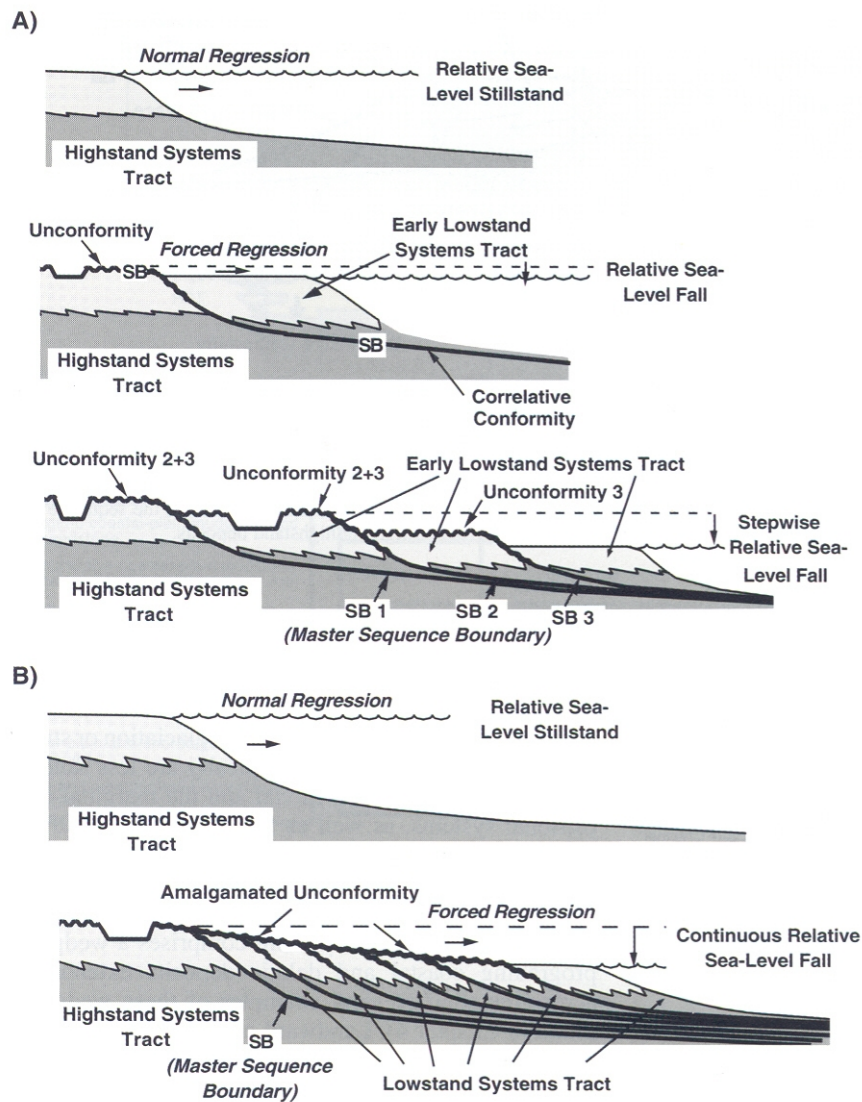 A)
Normal Regression
Relative Sea-
Level Stillstand
Highstand Systems
Tract
Unconformity
Forced Regression
Early Lowstand
Systems Tract
SB
Relative Sea-
Level Fall
Highstand Systems
Tract
SB
Correlative
Conformity
Unconformity 2+3
Unconformity 2+3
Early Lowstand Systems Tract
Unconformity 3
Stepwise
Relative Sea-
Level Fall
Highstand Systems
Tract
SB 1
SB 2
SB 3
(Master Sequence Boundary)
B)
Normal Regression
Relative Sea-
Level Stillstand
Highstand Systems
Tract
Amalgamated Unconformity
Forced Regression
Continuous Relative
Sea-Level Fall
Highstand Systems
Tract
SB
(Master Sequence
Boundary)
Lowstand Systems Tract